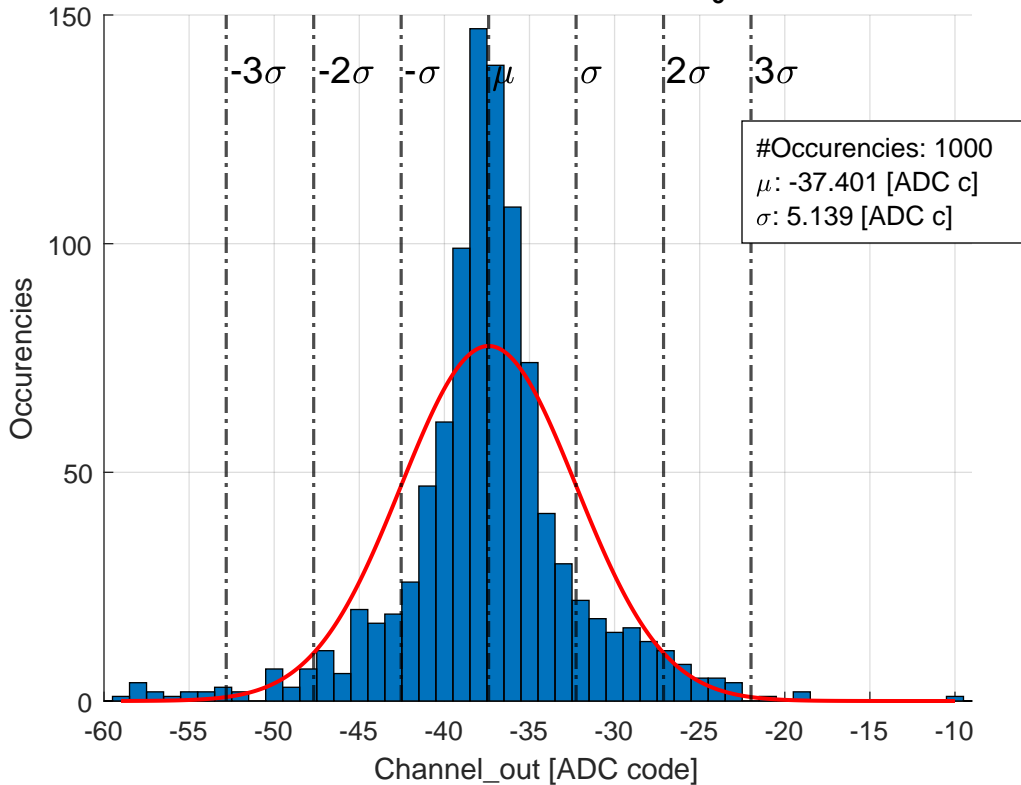 150
100
50
0
-3σ -2σ -σ μ σ 2σ 3σ
#Occurencies: 1000
μ: -37.401 [ADC c]
σ: 5.139 [ADC c]
Occurencies
-60 -55 -50 -45 -40 -35 -30 -25 -20 -15 -10
Channel_out [ADC code]